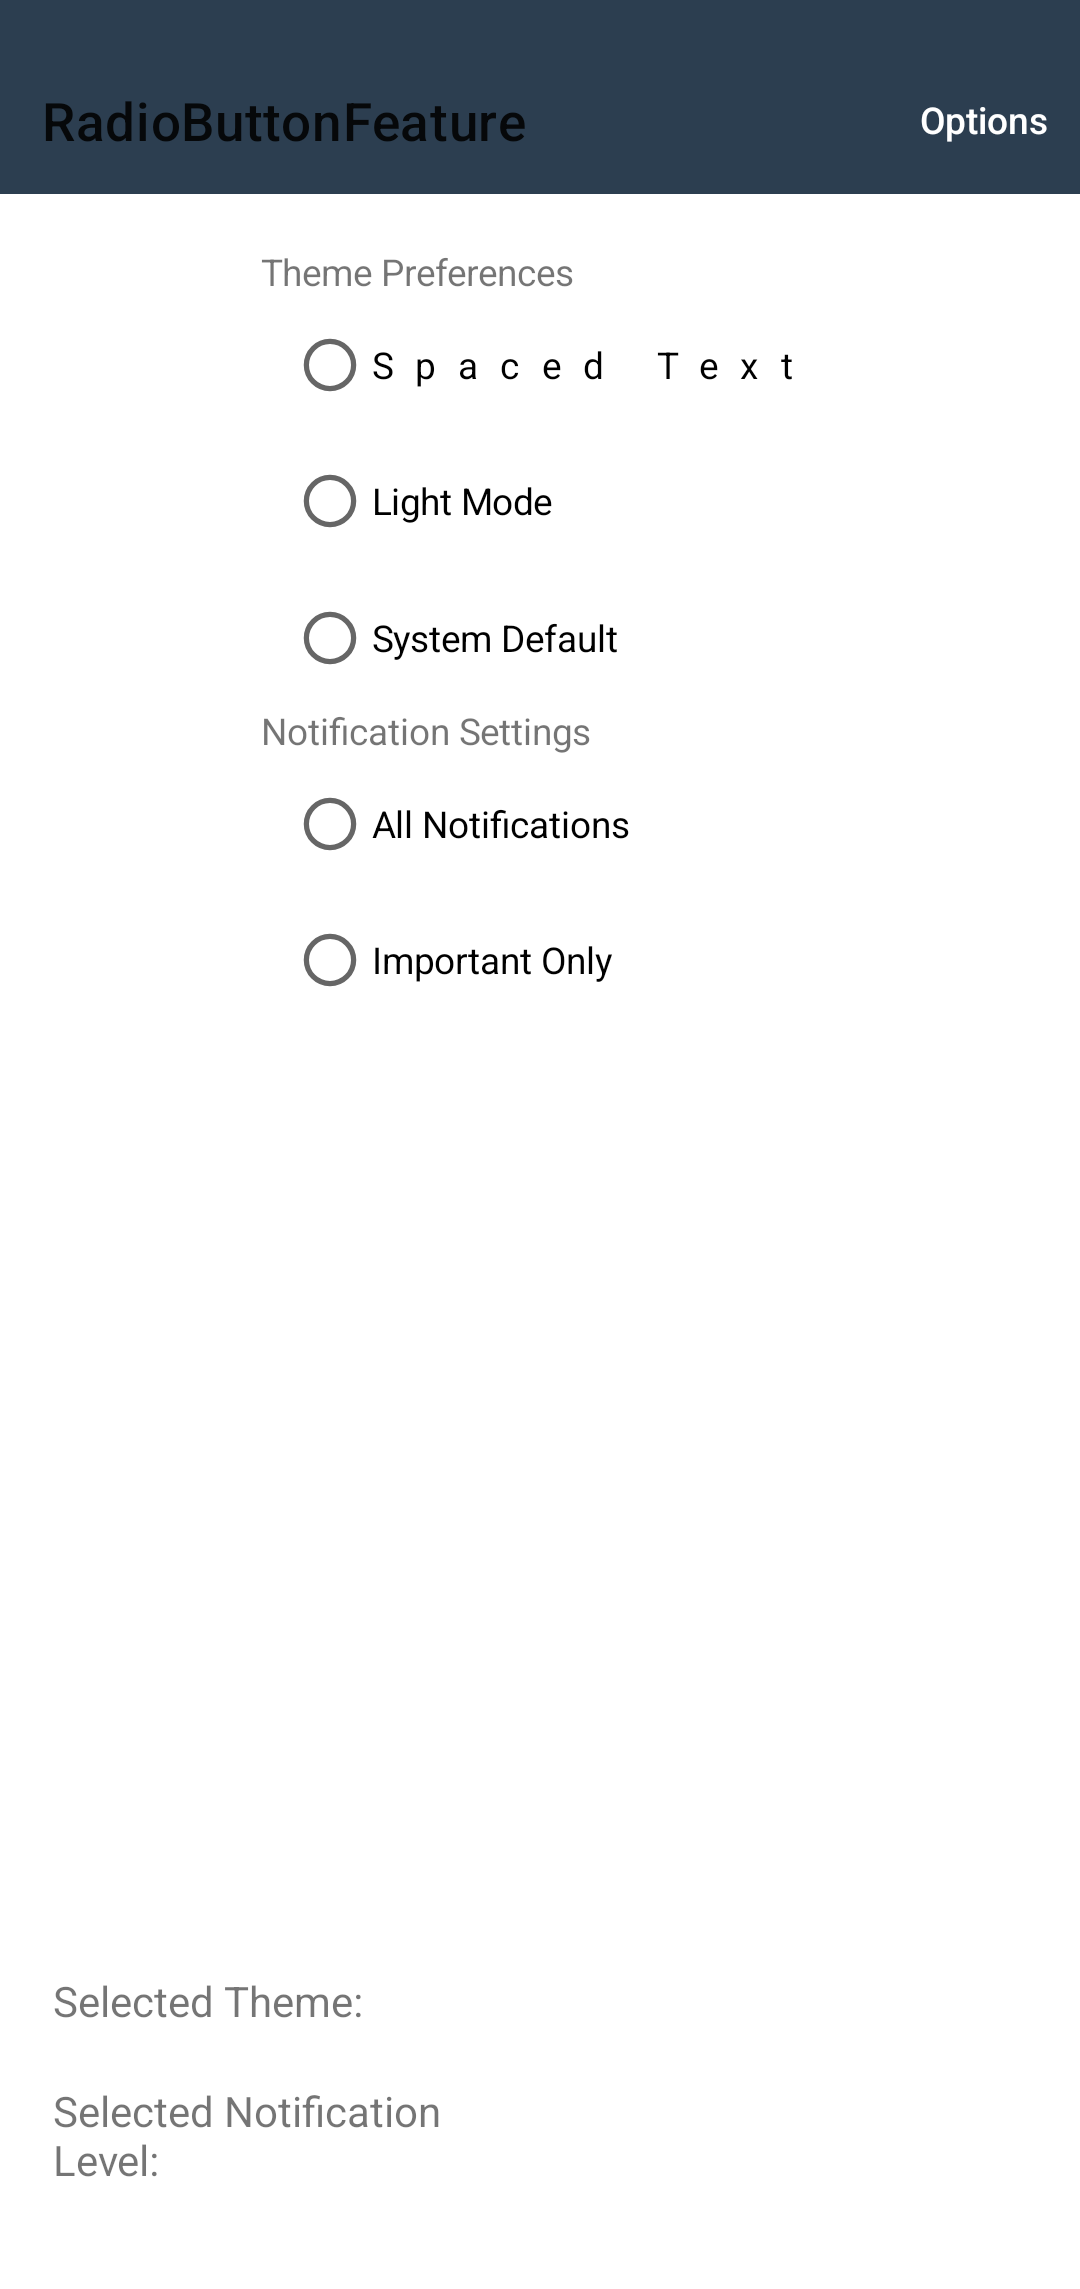 RadioButtonFeature
Options
Theme Preferences
S p a c e d  T e x t
Light Mode
System Default
Notification Settings
All Notifications
Important Only
Selected Theme:
Selected Notification
Level: